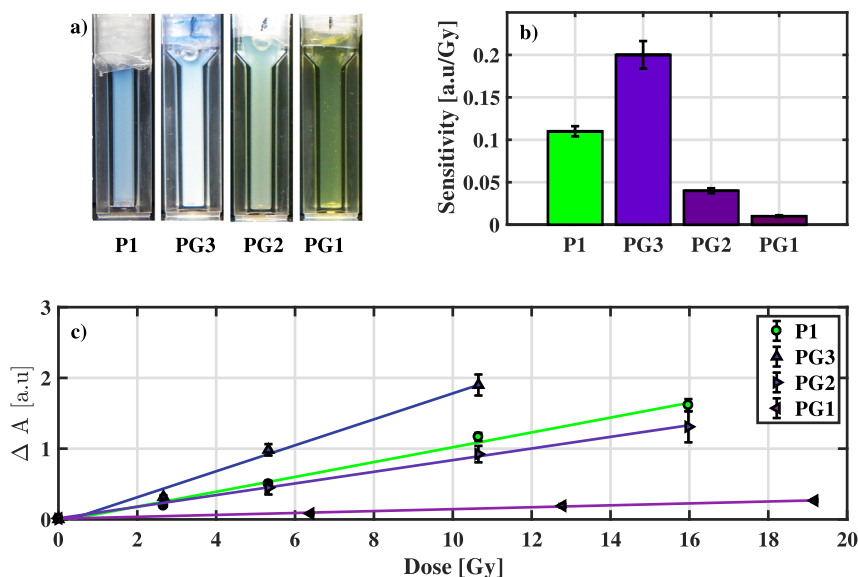 a)
P1 PG3 PG2 PG1
b)
Sensitivity [a.u/Gy]
0.2
0.15
0.1
0.05
0
P1 PG3 PG2 PG1
c)
Δ A [a.u]
3
2
1
0
0 2 4 6 8 10 12 14 16 18 20
Dose [Gy]
P1
PG3
PG2
PG1